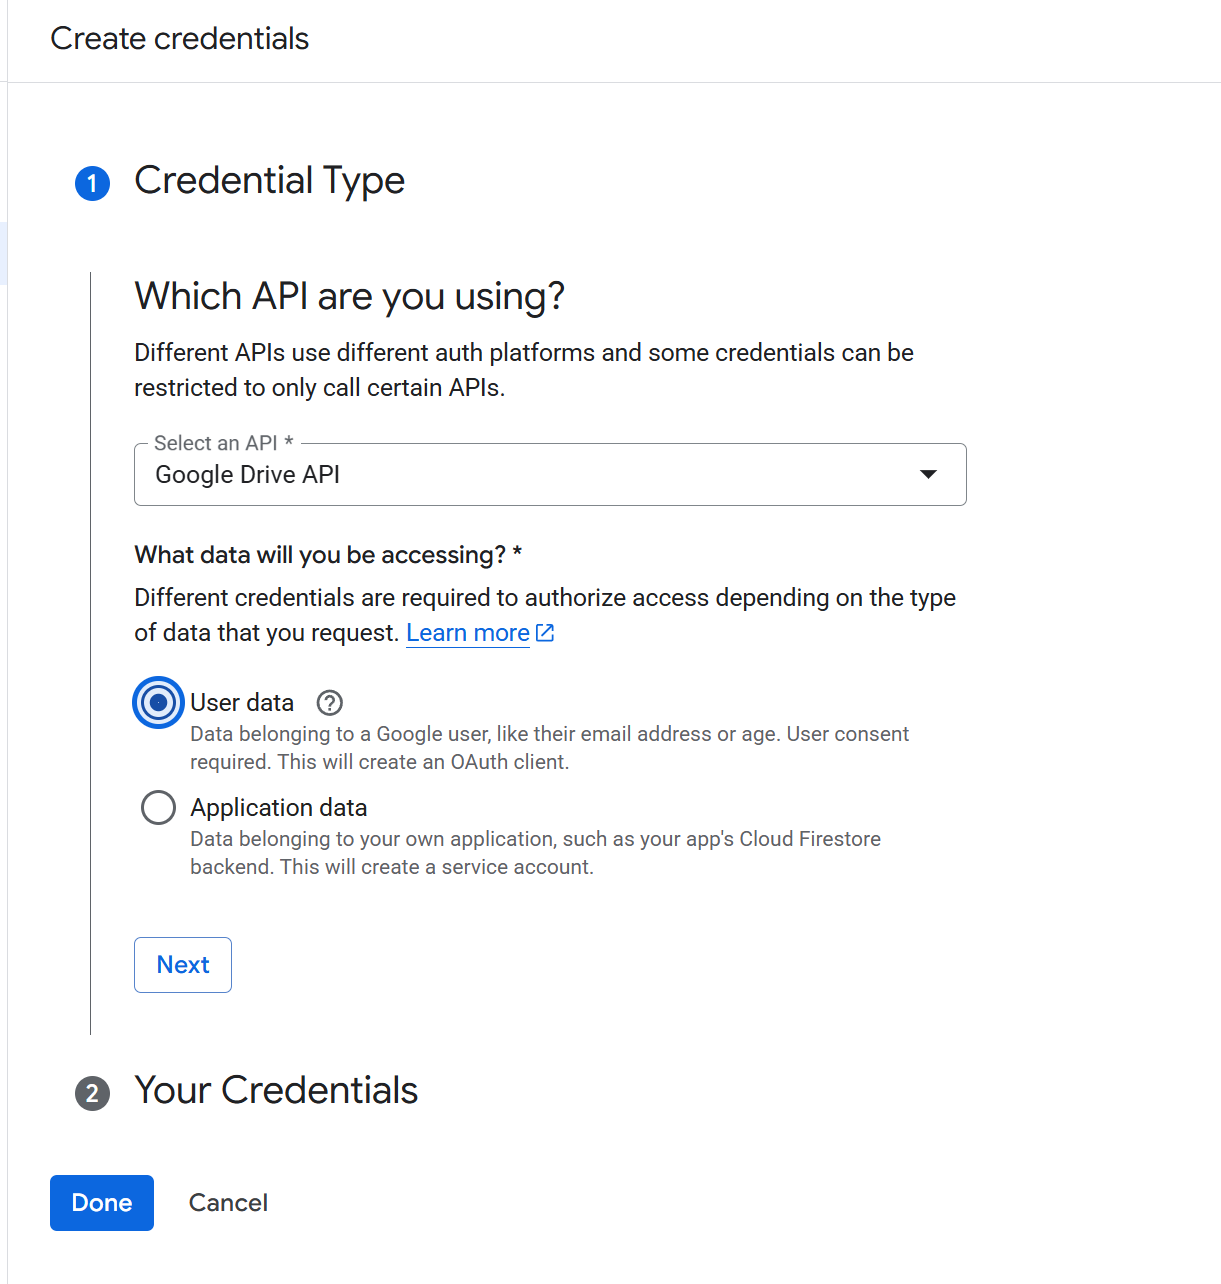 Create credentials
1 Credential Type
Which API are you using?
Different APIs use different auth platforms and some credentials can be
restricted to only call certain APIs.
Select an API *
Google Drive API
What data will you be accessing? *
Different credentials are required to authorize access depending on the type
of data that you request. Learn more
User data
Data belonging to a Google user, like their email address or age. User consent
required. This will create an OAuth client.
Application data
Data belonging to your own application, such as your app's Cloud Firestore
backend. This will create a service account.
Next
2 Your Credentials
Done Cancel